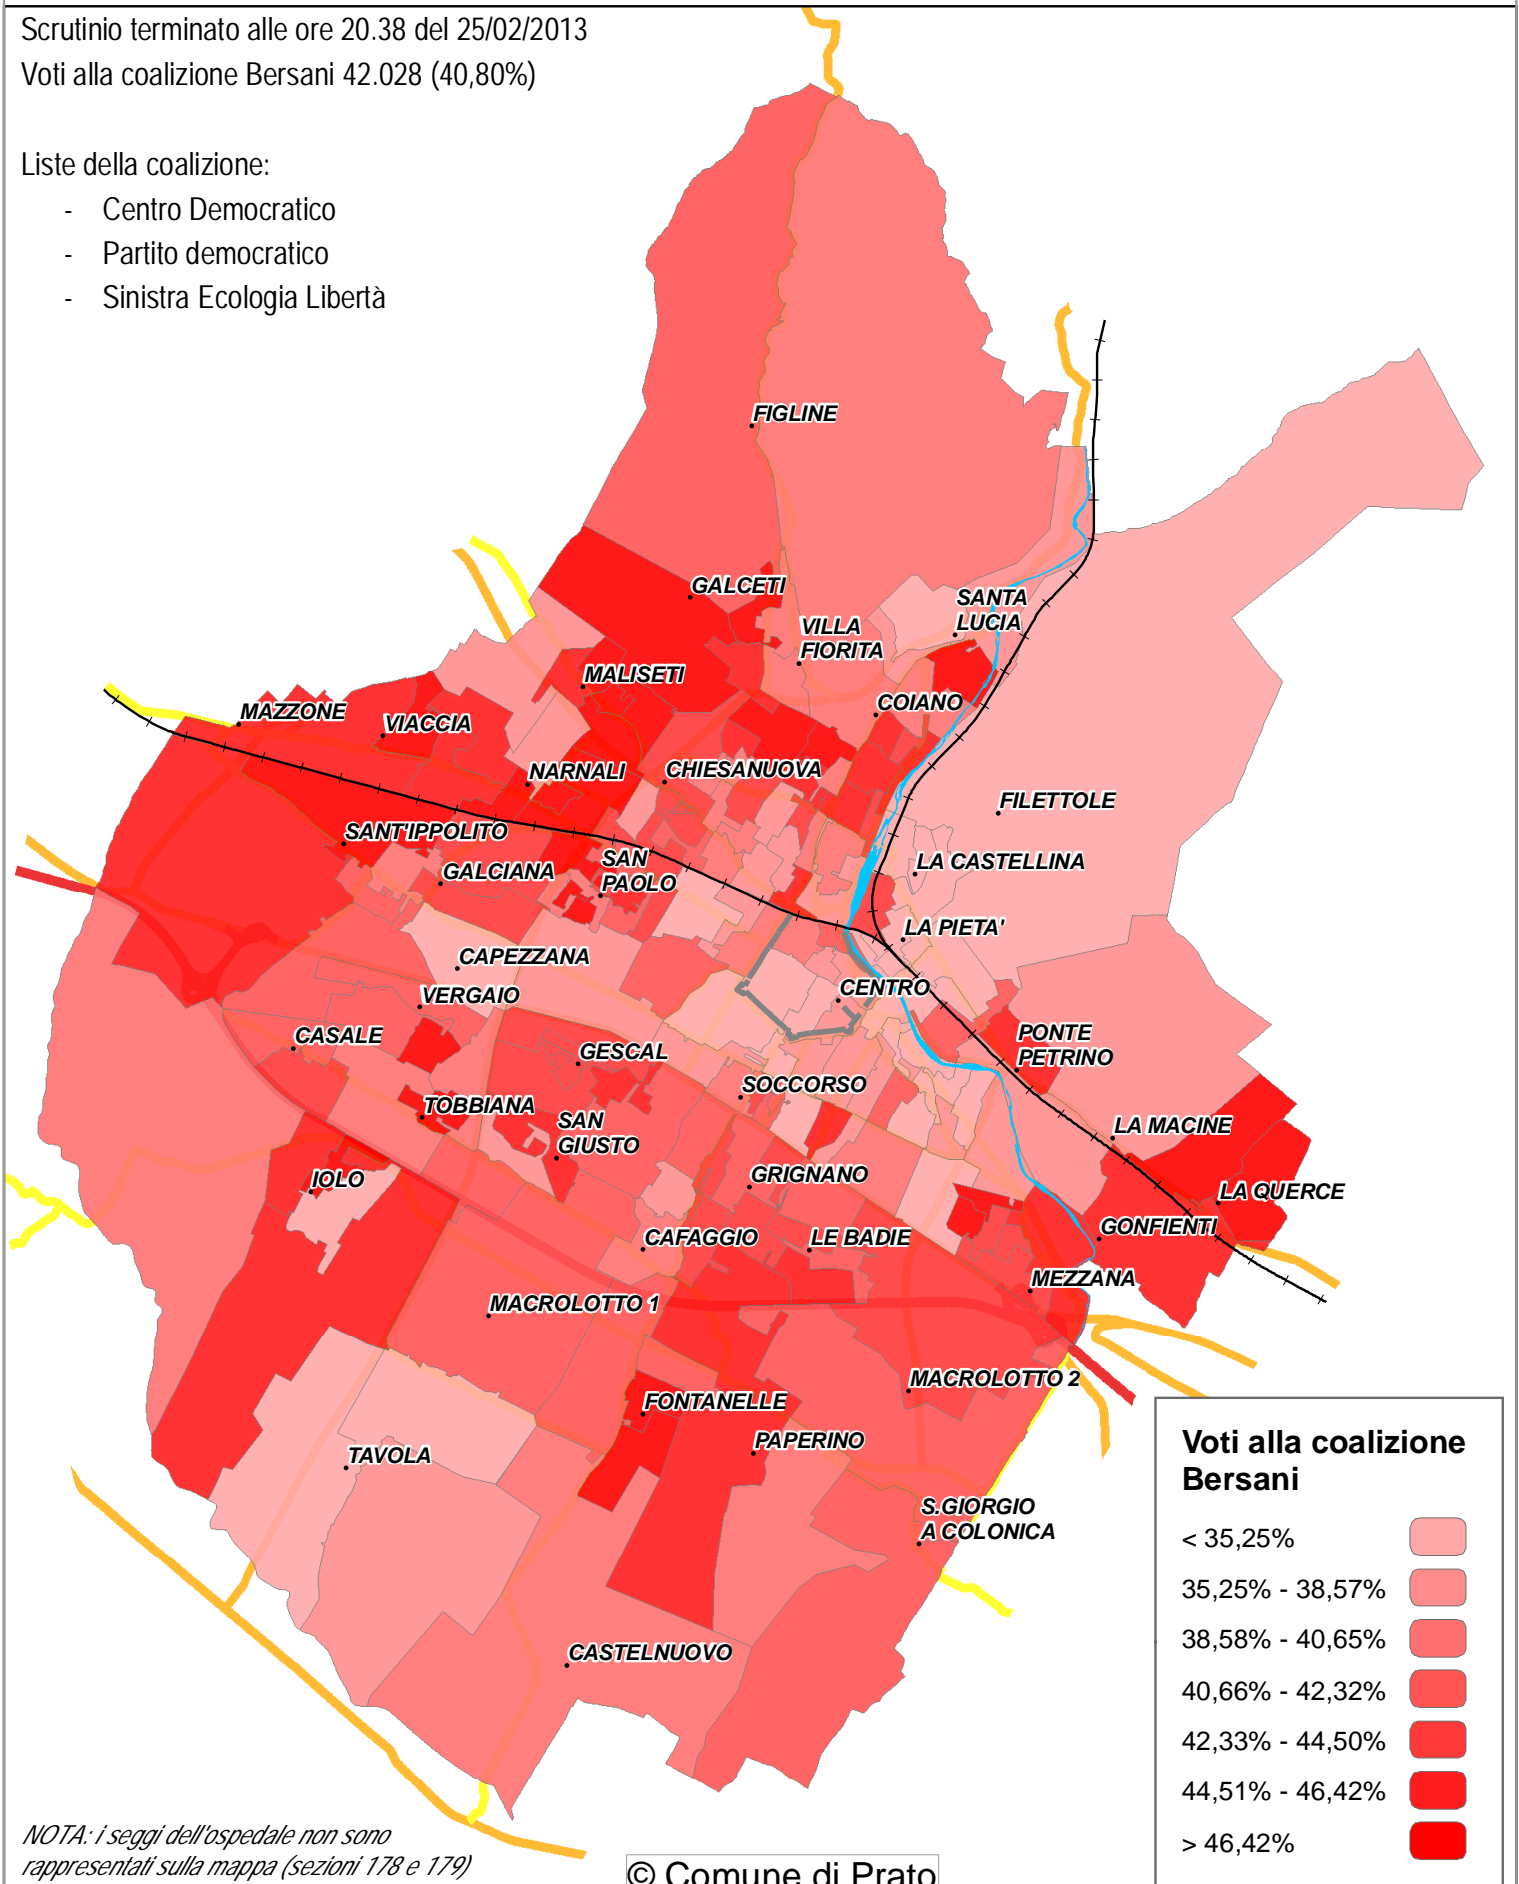 Scrutinio terminato alle ore 20.38 del 25/02/2013
Voti alla coalizione Bersani 42.028 (40,80%)
Liste della coalizione:
- Centro Democratico
- Partito democratico
- Sinistra Ecologia Libertà
FIGLINE
GALCETI
SANTA
LUCIA
VILLA
FIORITA
MALISETI
COIANO
MAZZONE
VIACCIA
NARNALI
CHIESANUOVA
FILETTOLE
SANT'IPPOLITO
GALCIANA
SAN
PAOLO
LA CASTELLINA
LA PIETA'
CAPEZZANA
VERGAIO
CENTRO
CASALE
GESCAL
PONTE
PETRINO
SOCCORSO
TOBBIANA
SAN
GIUSTO
LA MACINE
IOLO
GRIGNANO
LA QUERCE
CAFAGGIO
LE BADIE
GONFIENTI
MEZZANA
MACROLOTTO 1
MACROLOTTO 2
FONTANELLE
PAPERINO
TAVOLA
S.GIORGIO
A COLONICA
CASTELNUOVO
Voti alla coalizione
Bersani
< 35,25%
35,25% - 38,57%
38,58% - 40,65%
40,66% - 42,32%
42,33% - 44,50%
44,51% - 46,42%
> 46,42%
NOTA: i seggi dell'ospedale non sono
rappresentati sulla mappa (sezioni 178 e 179)
© Comune di Prato